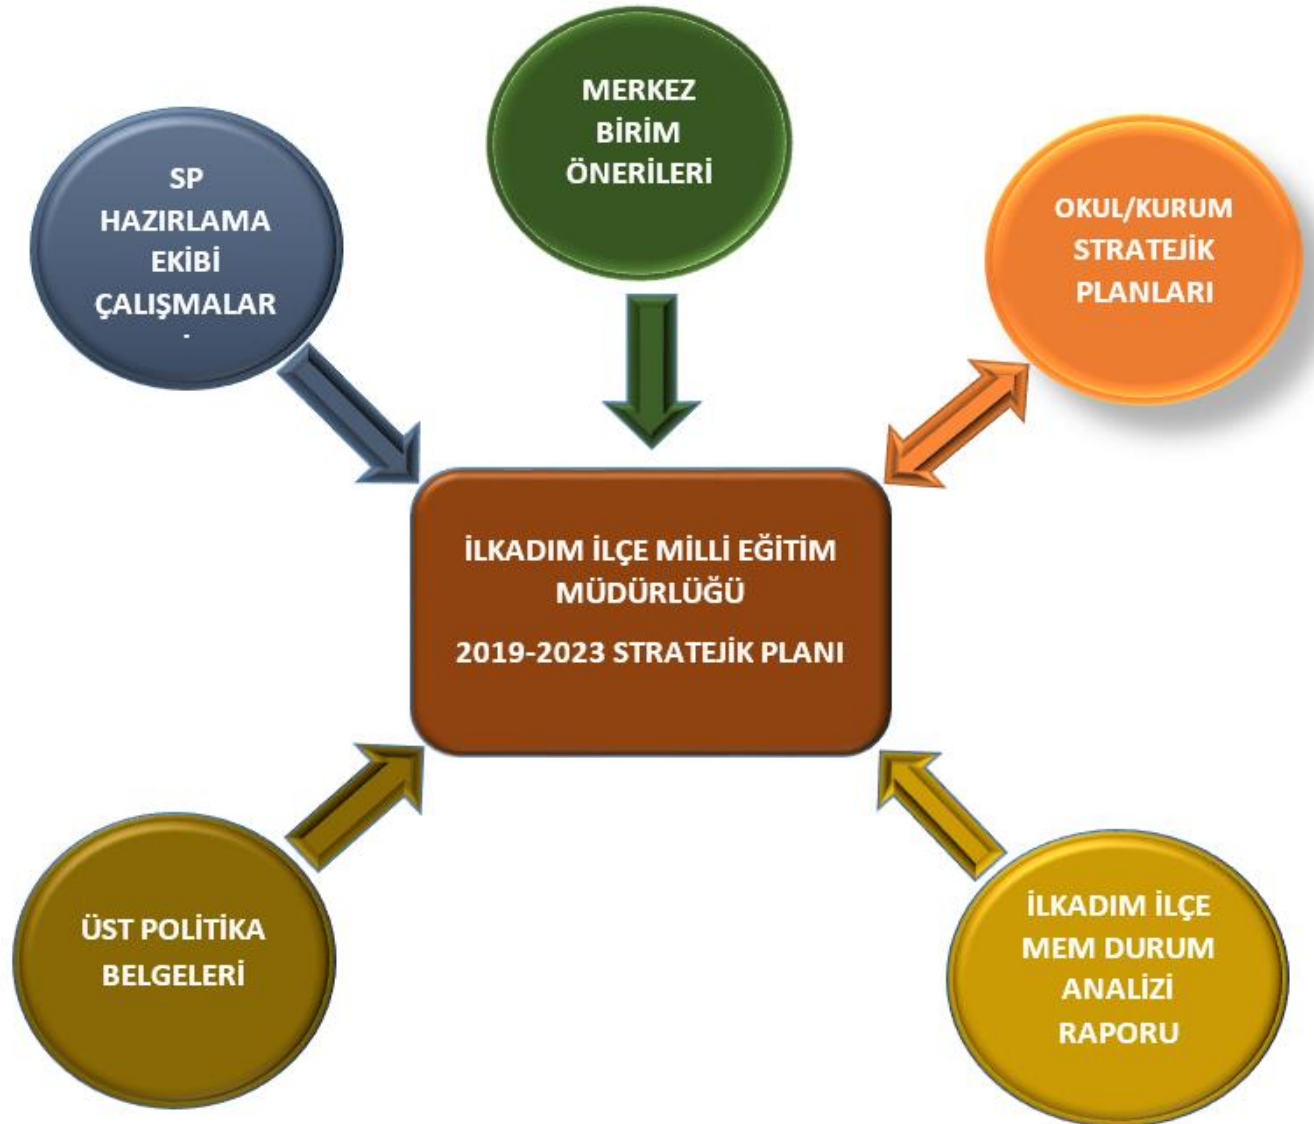 MERKEZ
BİRİM
ÖNERİLERİ
SP
HAZIRLAMA
EKİBİ
ÇALIŞMALAR
OKUL/KURUM
STRATEJİK
PLANLARI
İLKADIM İLÇE MİLLİ EĞİTİM
MÜDÜRLÜĞÜ
2019-2023 STRATEJİK PLANI
ÜST POLİTİKA
BELGELERİ
İLKADIM İLÇE
MEM DURUM
ANALİZİ
RAPORU